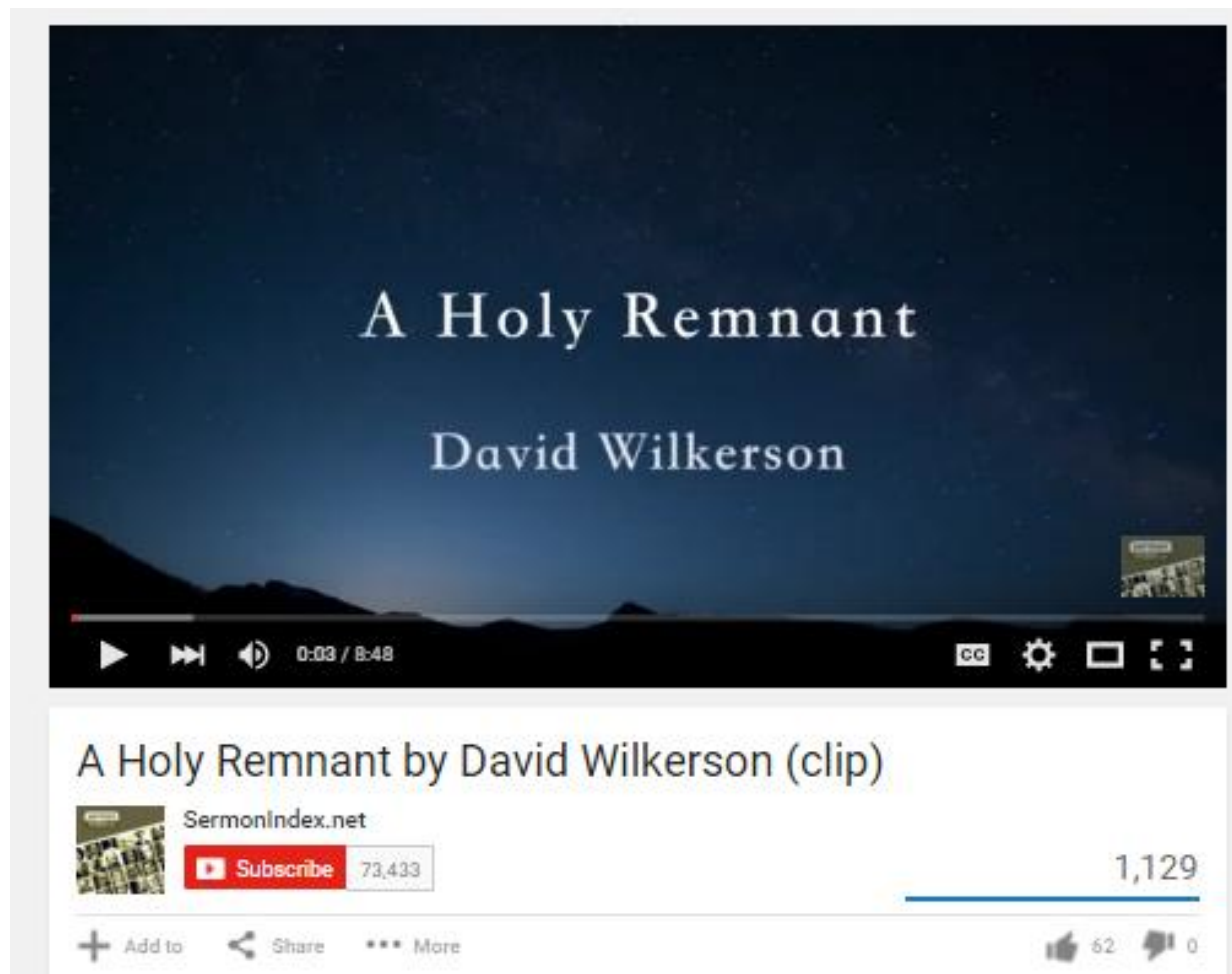 A Holy Remnant
David Wilkerson
0:03 / 8:48
CC
A Holy Remnant by David Wilkerson (clip)
SermonIndex.net
Subscribe 73,433
1,129
Add to Share More 62 0